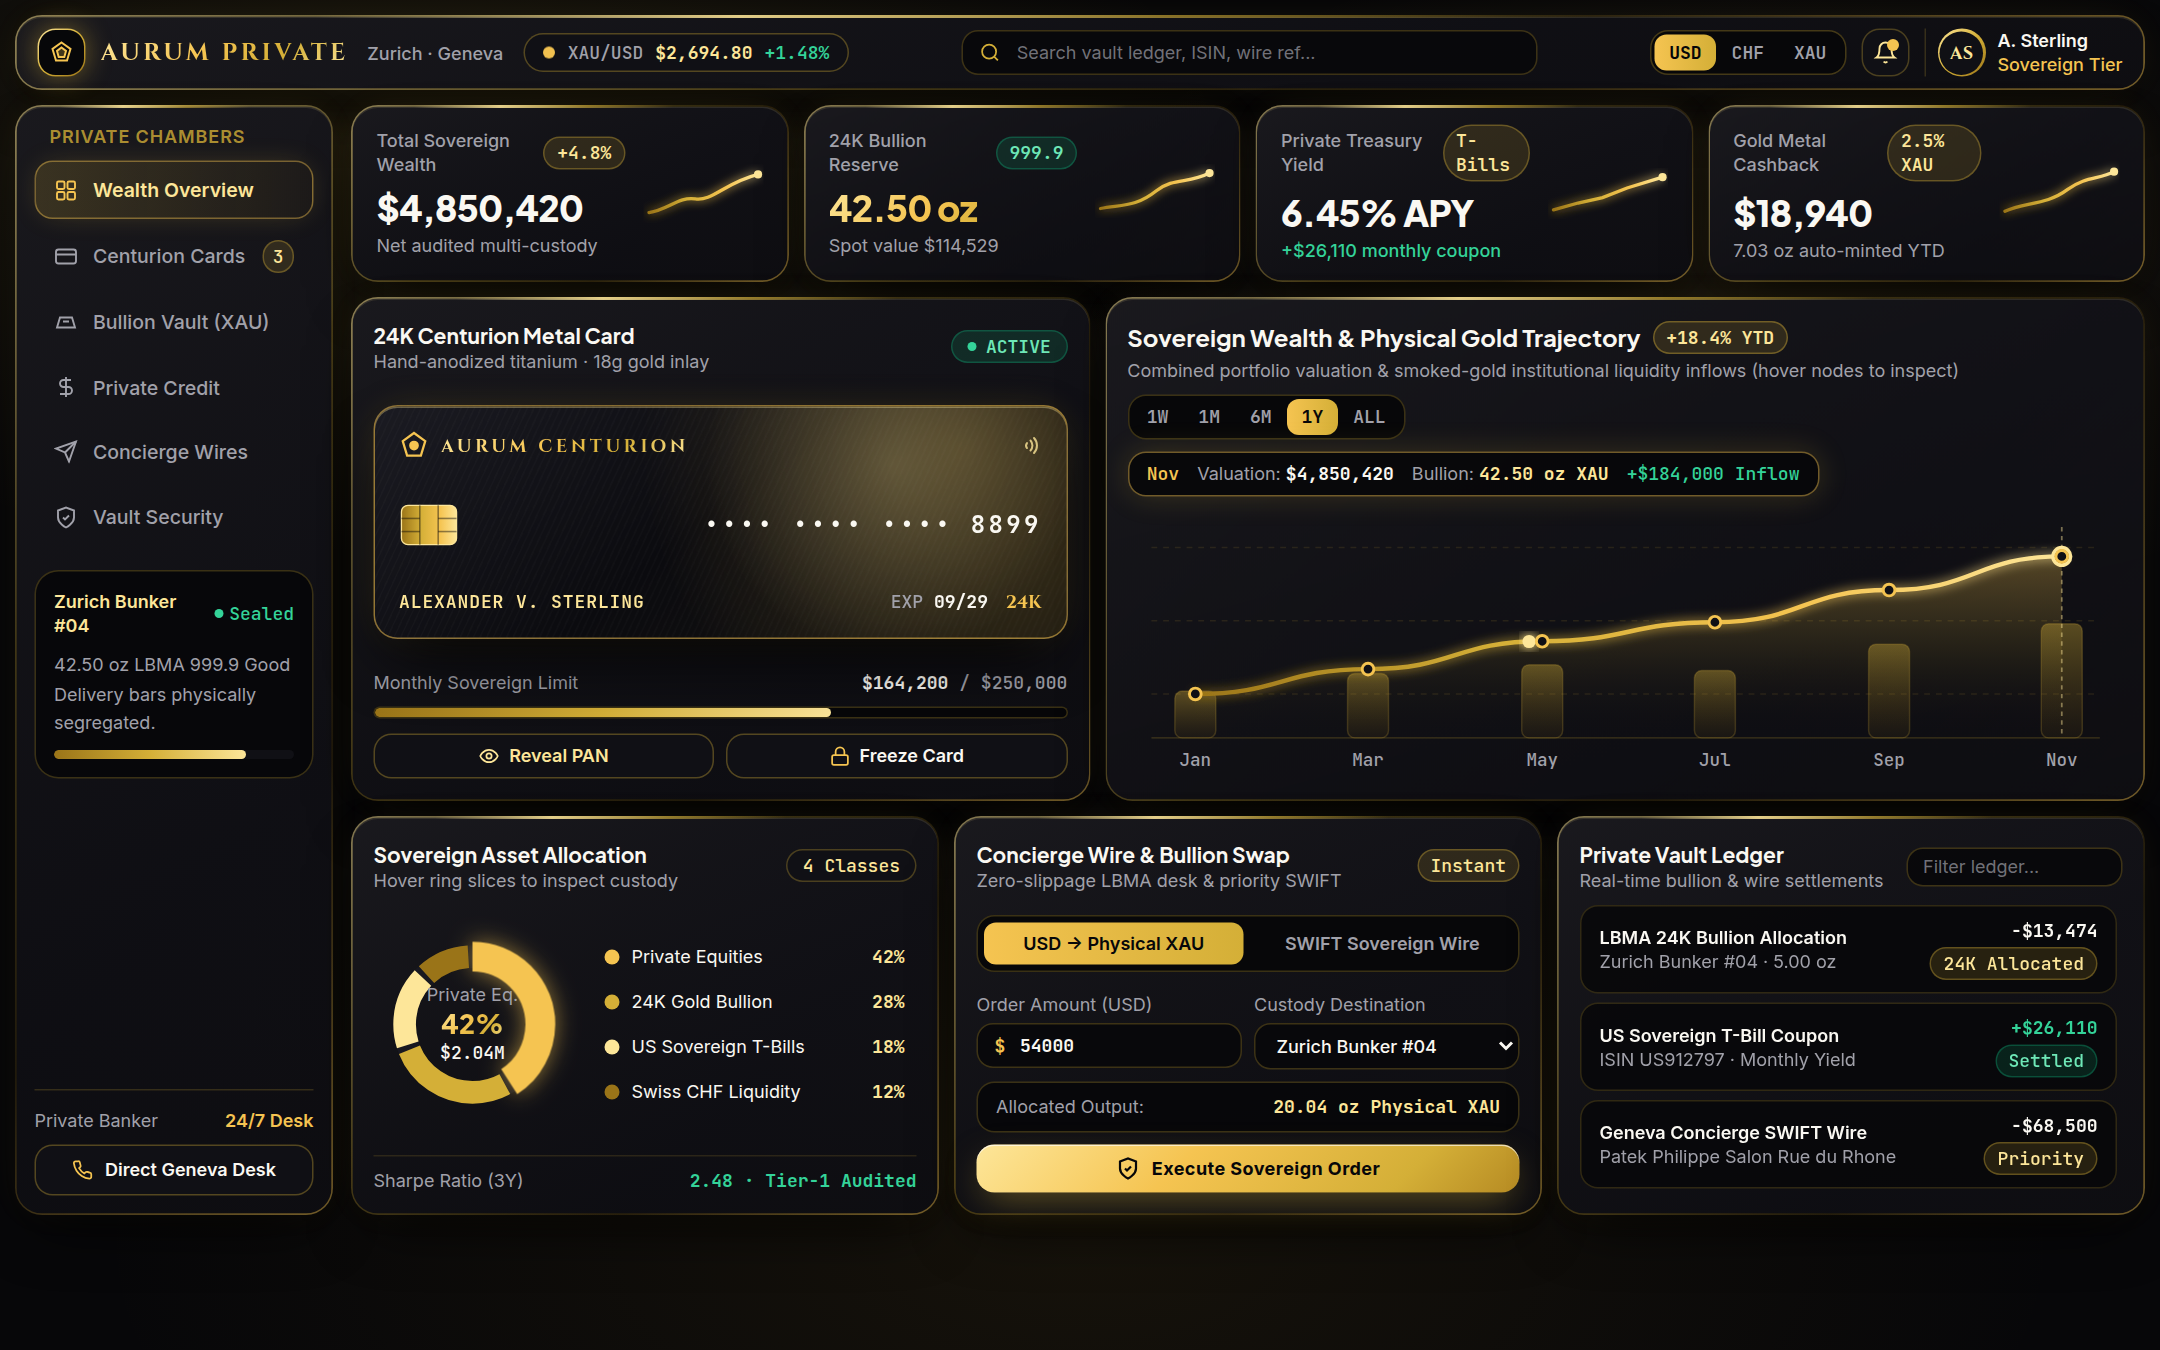 AURUM PRIVATE
Zurich · Geneva
XAU/USD $2,694.80 +1.48%
Search vault ledger, ISIN, wire ref...
USD CHF XAU
AS
A. Sterling
Sovereign Tier
PRIVATE CHAMBERS
Wealth Overview
Centurion Cards 3
Bullion Vault (XAU)
Private Credit
Concierge Wires
Vault Security
Zurich Bunker
#04
Sealed
42.50 oz LBMA 999.9 Good
Delivery bars physically
segregated.
Private Banker 24/7 Desk
Direct Geneva Desk
Total Sovereign
Wealth
+4.8%
$4,850,420
Net audited multi-custody
24K Bullion
Reserve
999.9
42.50 oz
Spot value $114,529
Private Treasury
Yield
T-
Bills
6.45% APY
+$26,110 monthly coupon
Gold Metal
Cashback
2.5%
XAU
$18,940
7.03 oz auto-minted YTD
24K Centurion Metal Card
Hand-anodized titanium · 18g gold inlay
ACTIVE
AURUM CENTURION
•••• •••• •••• 8899
ALEXANDER V. STERLING
EXP 09/29 24K
Monthly Sovereign Limit $164,200 / $250,000
Reveal PAN
Freeze Card
Sovereign Wealth & Physical Gold Trajectory +18.4% YTD
Combined portfolio valuation & smoked-gold institutional liquidity inflows (hover nodes to inspect)
1W 1M 6M 1Y ALL
Nov Valuation: $4,850,420 Bullion: 42.50 oz XAU +$184,000 Inflow
Jan Mar May Jul Sep Nov
Sovereign Asset Allocation
Hover ring slices to inspect custody
4 Classes
Private Eq.
42%
$2.04M
Private Equities 42%
24K Gold Bullion 28%
US Sovereign T-Bills 18%
Swiss CHF Liquidity 12%
Sharpe Ratio (3Y) 2.48 · Tier-1 Audited
Concierge Wire & Bullion Swap
Zero-slippage LBMA desk & priority SWIFT
Instant
USD → Physical XAU
SWIFT Sovereign Wire
Order Amount (USD)
$ 54000
Custody Destination
Zurich Bunker #04
Allocated Output: 20.04 oz Physical XAU
Execute Sovereign Order
Private Vault Ledger
Real-time bullion & wire settlements
Filter ledger...
LBMA 24K Bullion Allocation
Zurich Bunker #04 · 5.00 oz
-$13,474
24K Allocated
US Sovereign T-Bill Coupon
ISIN US912797 · Monthly Yield
+$26,110
Settled
Geneva Concierge SWIFT Wire
Patek Philippe Salon Rue du Rhone
-$68,500
Priority